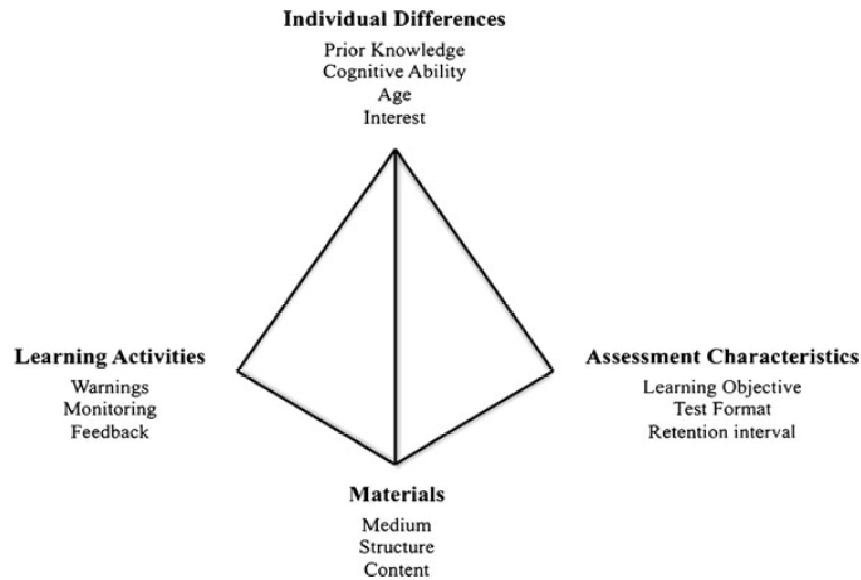 Individual Differences
Prior Knowledge
Cognitive Ability
Age
Interest
Learning Activities
Warnings
Monitoring
Feedback
Assessment Characteristics
Learning Objective
Test Format
Retention interval
Materials
Medium
Structure
Content